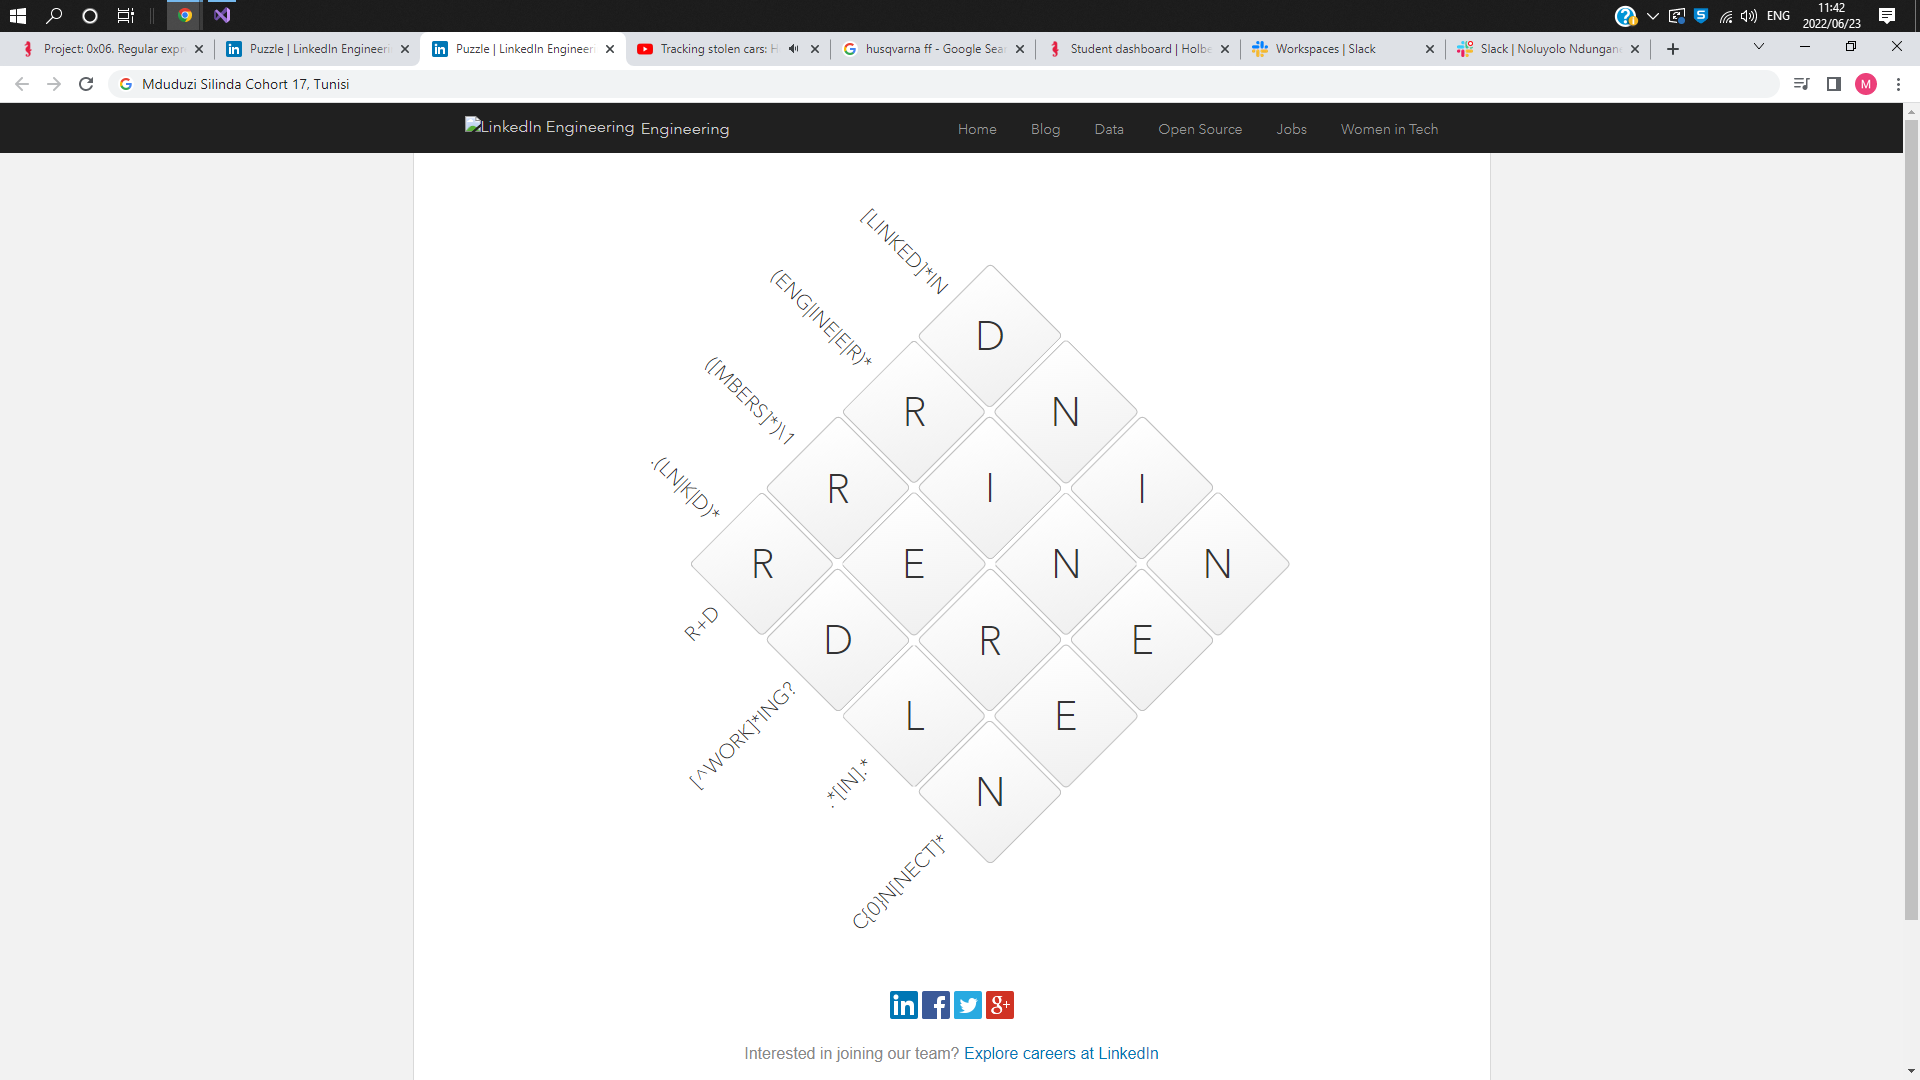 11:42
ENG
2022/06/23
Project: 0x06. Regular expr
Puzzle | LinkedIn Engineeri
Puzzle | LinkedIn Engineeri
Tracking stolen cars: H
husqvarna ff - Google Sear
Student dashboard | Holbe
Workspaces | Slack
Slack | Noluyolo Ndungan
Mduduzi Silinda Cohort 17, Tunisi
M
LinkedIn Engineering Engineering
Home Blog Data Open Source Jobs Women in Tech
[LINKED]*IN
(ENG|INE|E|R)*
([MBERS]*)\1
.(LN|K|D)*
D
R N
R I I
R E N N
D R E
L E
N
R+D
[^WORK]*ING?
.*[IN].*
C{0}N[NECT]*
in f g+
Interested in joining our team? Explore careers at LinkedIn